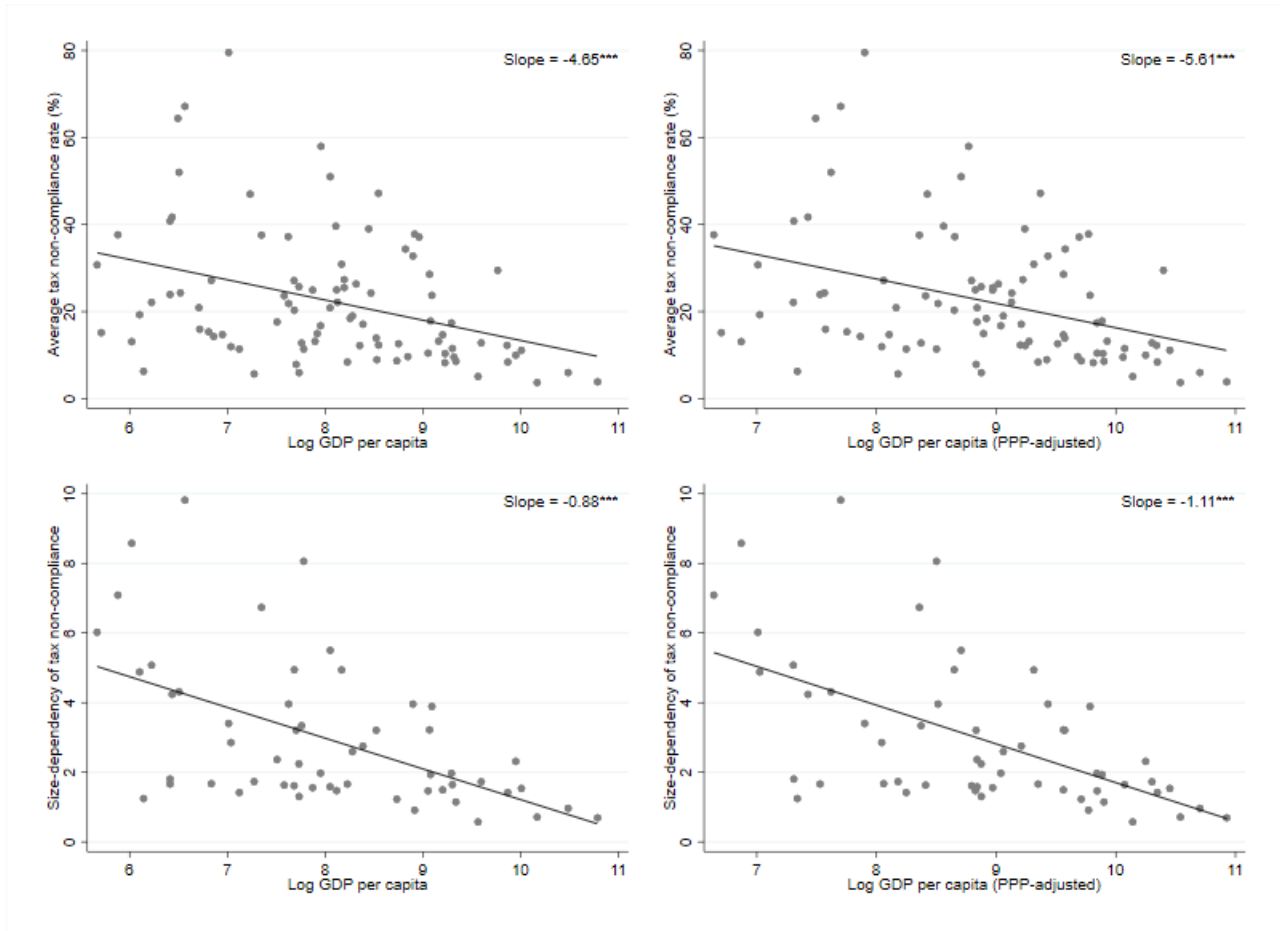 Slope = -4.65***
Average tax non-compliance rate (%)
80
60
40
20
0
6 7 8 9 10 11
Log GDP per capita
Slope = -5.61***
Average tax non-compliance rate (%)
80
60
40
20
0
7 8 9 10 11
Log GDP per capita (PPP-adjusted)
Slope = -0.88***
Size-dependency of tax non-compliance
10
8
6
4
2
0
6 7 8 9 10 11
Log GDP per capita
Slope = -1.11***
Size-dependency of tax non-compliance
10
8
6
4
2
0
7 8 9 10 11
Log GDP per capita (PPP-adjusted)